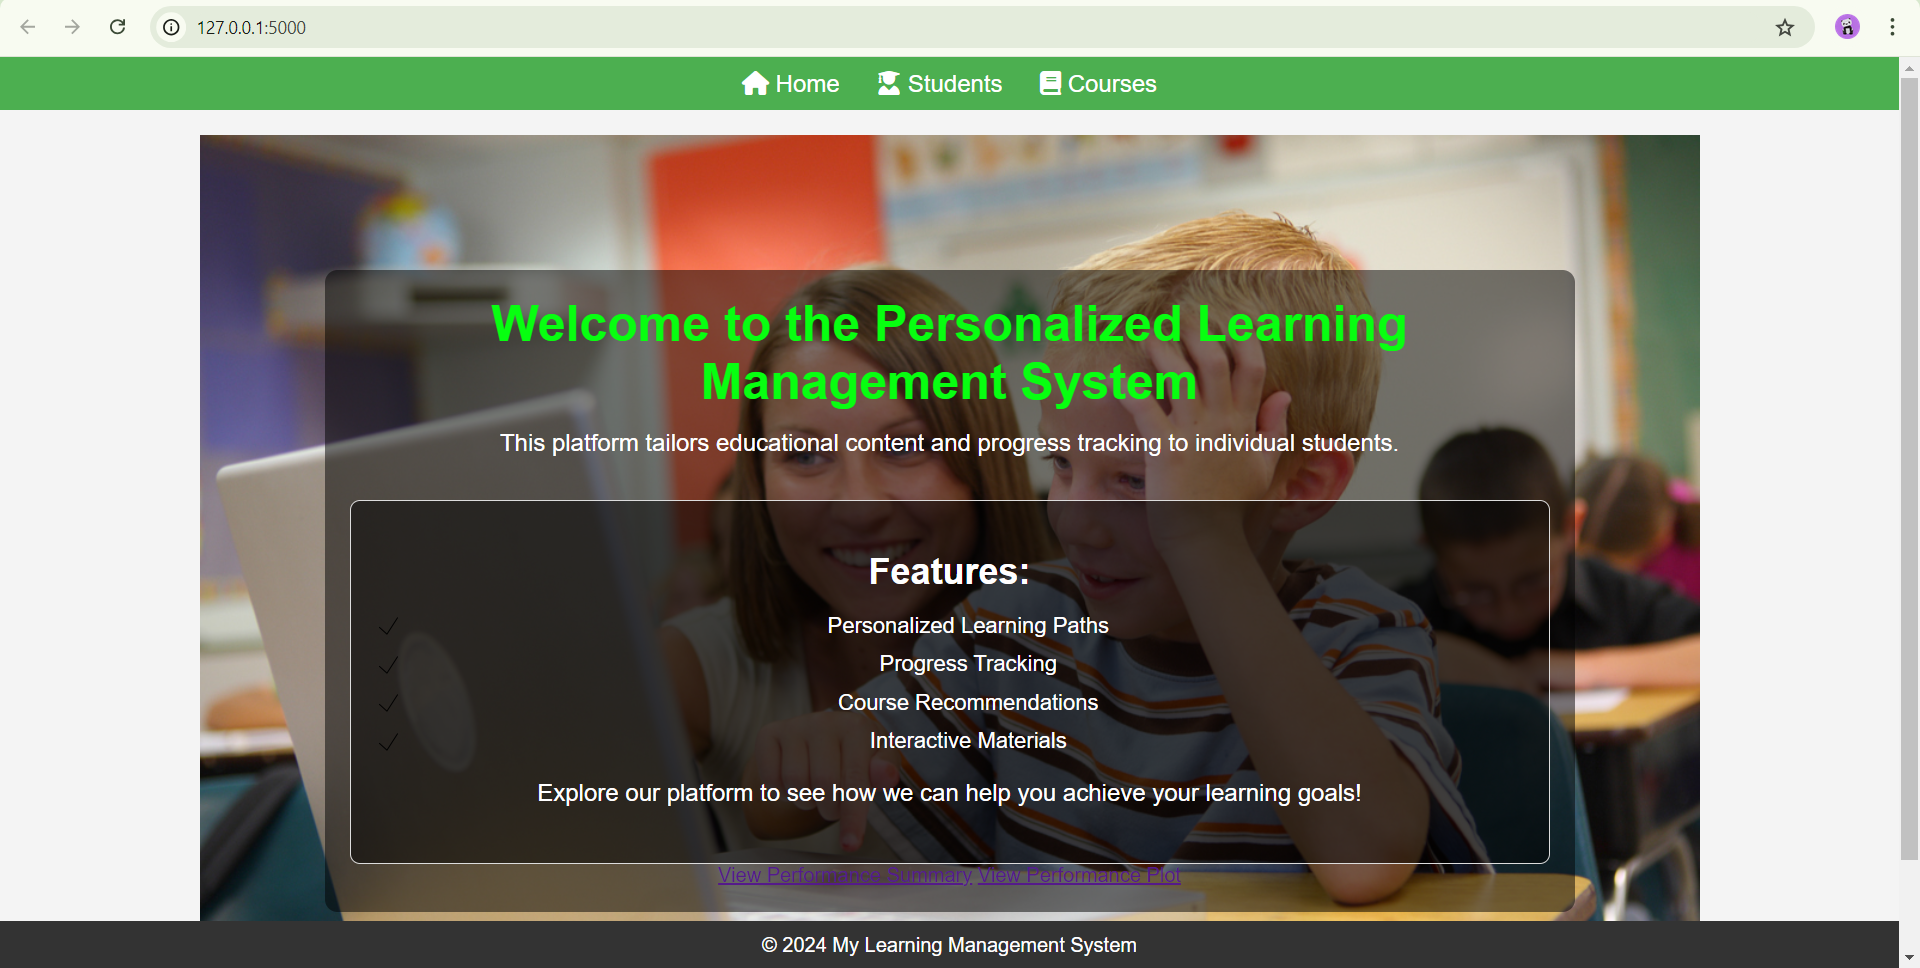 127.0.0.1:5000
Home Students Courses
Welcome to the Personalized Learning
Management System
This platform tailors educational content and progress tracking to individual students.
Features:
Personalized Learning Paths
Progress Tracking
Course Recommendations
Interactive Materials
Explore our platform to see how we can help you achieve your learning goals!
View Performance Summary View Performance Plot
© 2024 My Learning Management System